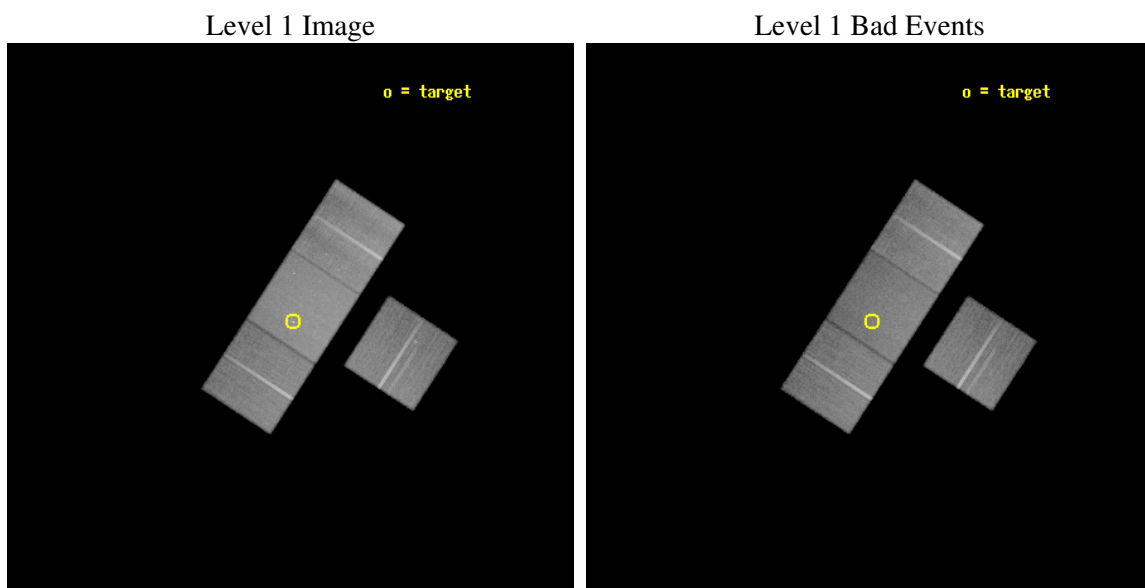 Level 1 Image
Level 1 Bad Events
o = target
o = target